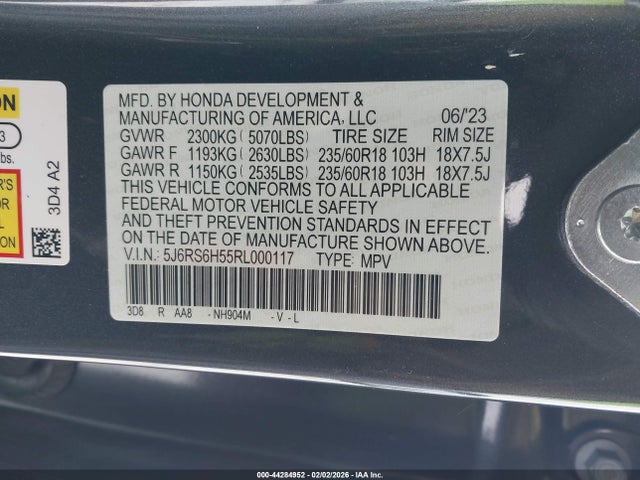 MFD. BY HONDA DEVELOPMENT &
MANUFACTURING OF AMERICA, LLC 06/'23
GVWR 2300KG(5070LBS) TIRE SIZE RIM SIZE
GAWR F 1193KG(2630LBS) 235/60R18 103H 18X7.5J
GAWR R 1150KG(2535LBS) 235/60R18 103H 18X7.5J
THIS VEHICLE CONFORMS TO ALL APPLICABLE
FEDERAL MOTOR VEHICLE SAFETY
AND THEFT PREVENTION STANDARDS IN EFFECT
ON THE DATE OF MANUFACTURE SHOWN ABOVE.
V.I.N.: 5J6RS6H55RL000117 TYPE: MPV
3D8 R AA8 -NH904M -V-L
ON
3
lbs.
3D4 A2
000-44284952 - 02/02/2026 - IAA Inc.